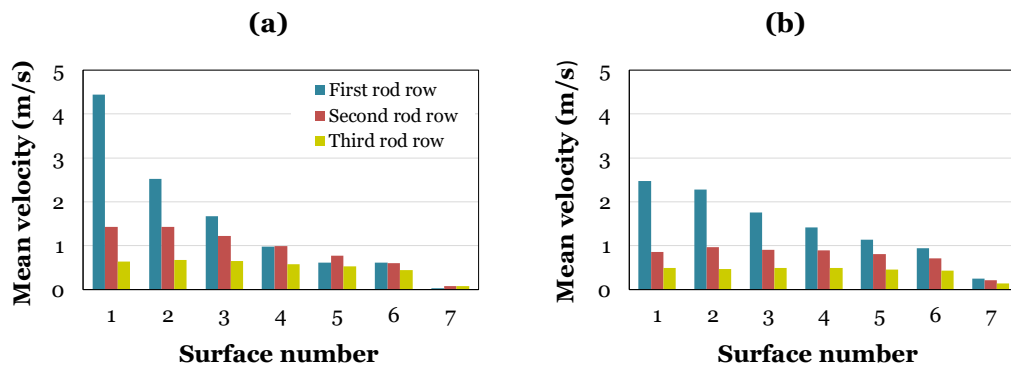 (a)
Mean velocity (m/s)
5
4
3
2
1
0
First rod row
Second rod row
Third rod row
1 2 3 4 5 6 7
Surface number
(b)
Mean velocity (m/s)
5
4
3
2
1
0
1 2 3 4 5 6 7
Surface number